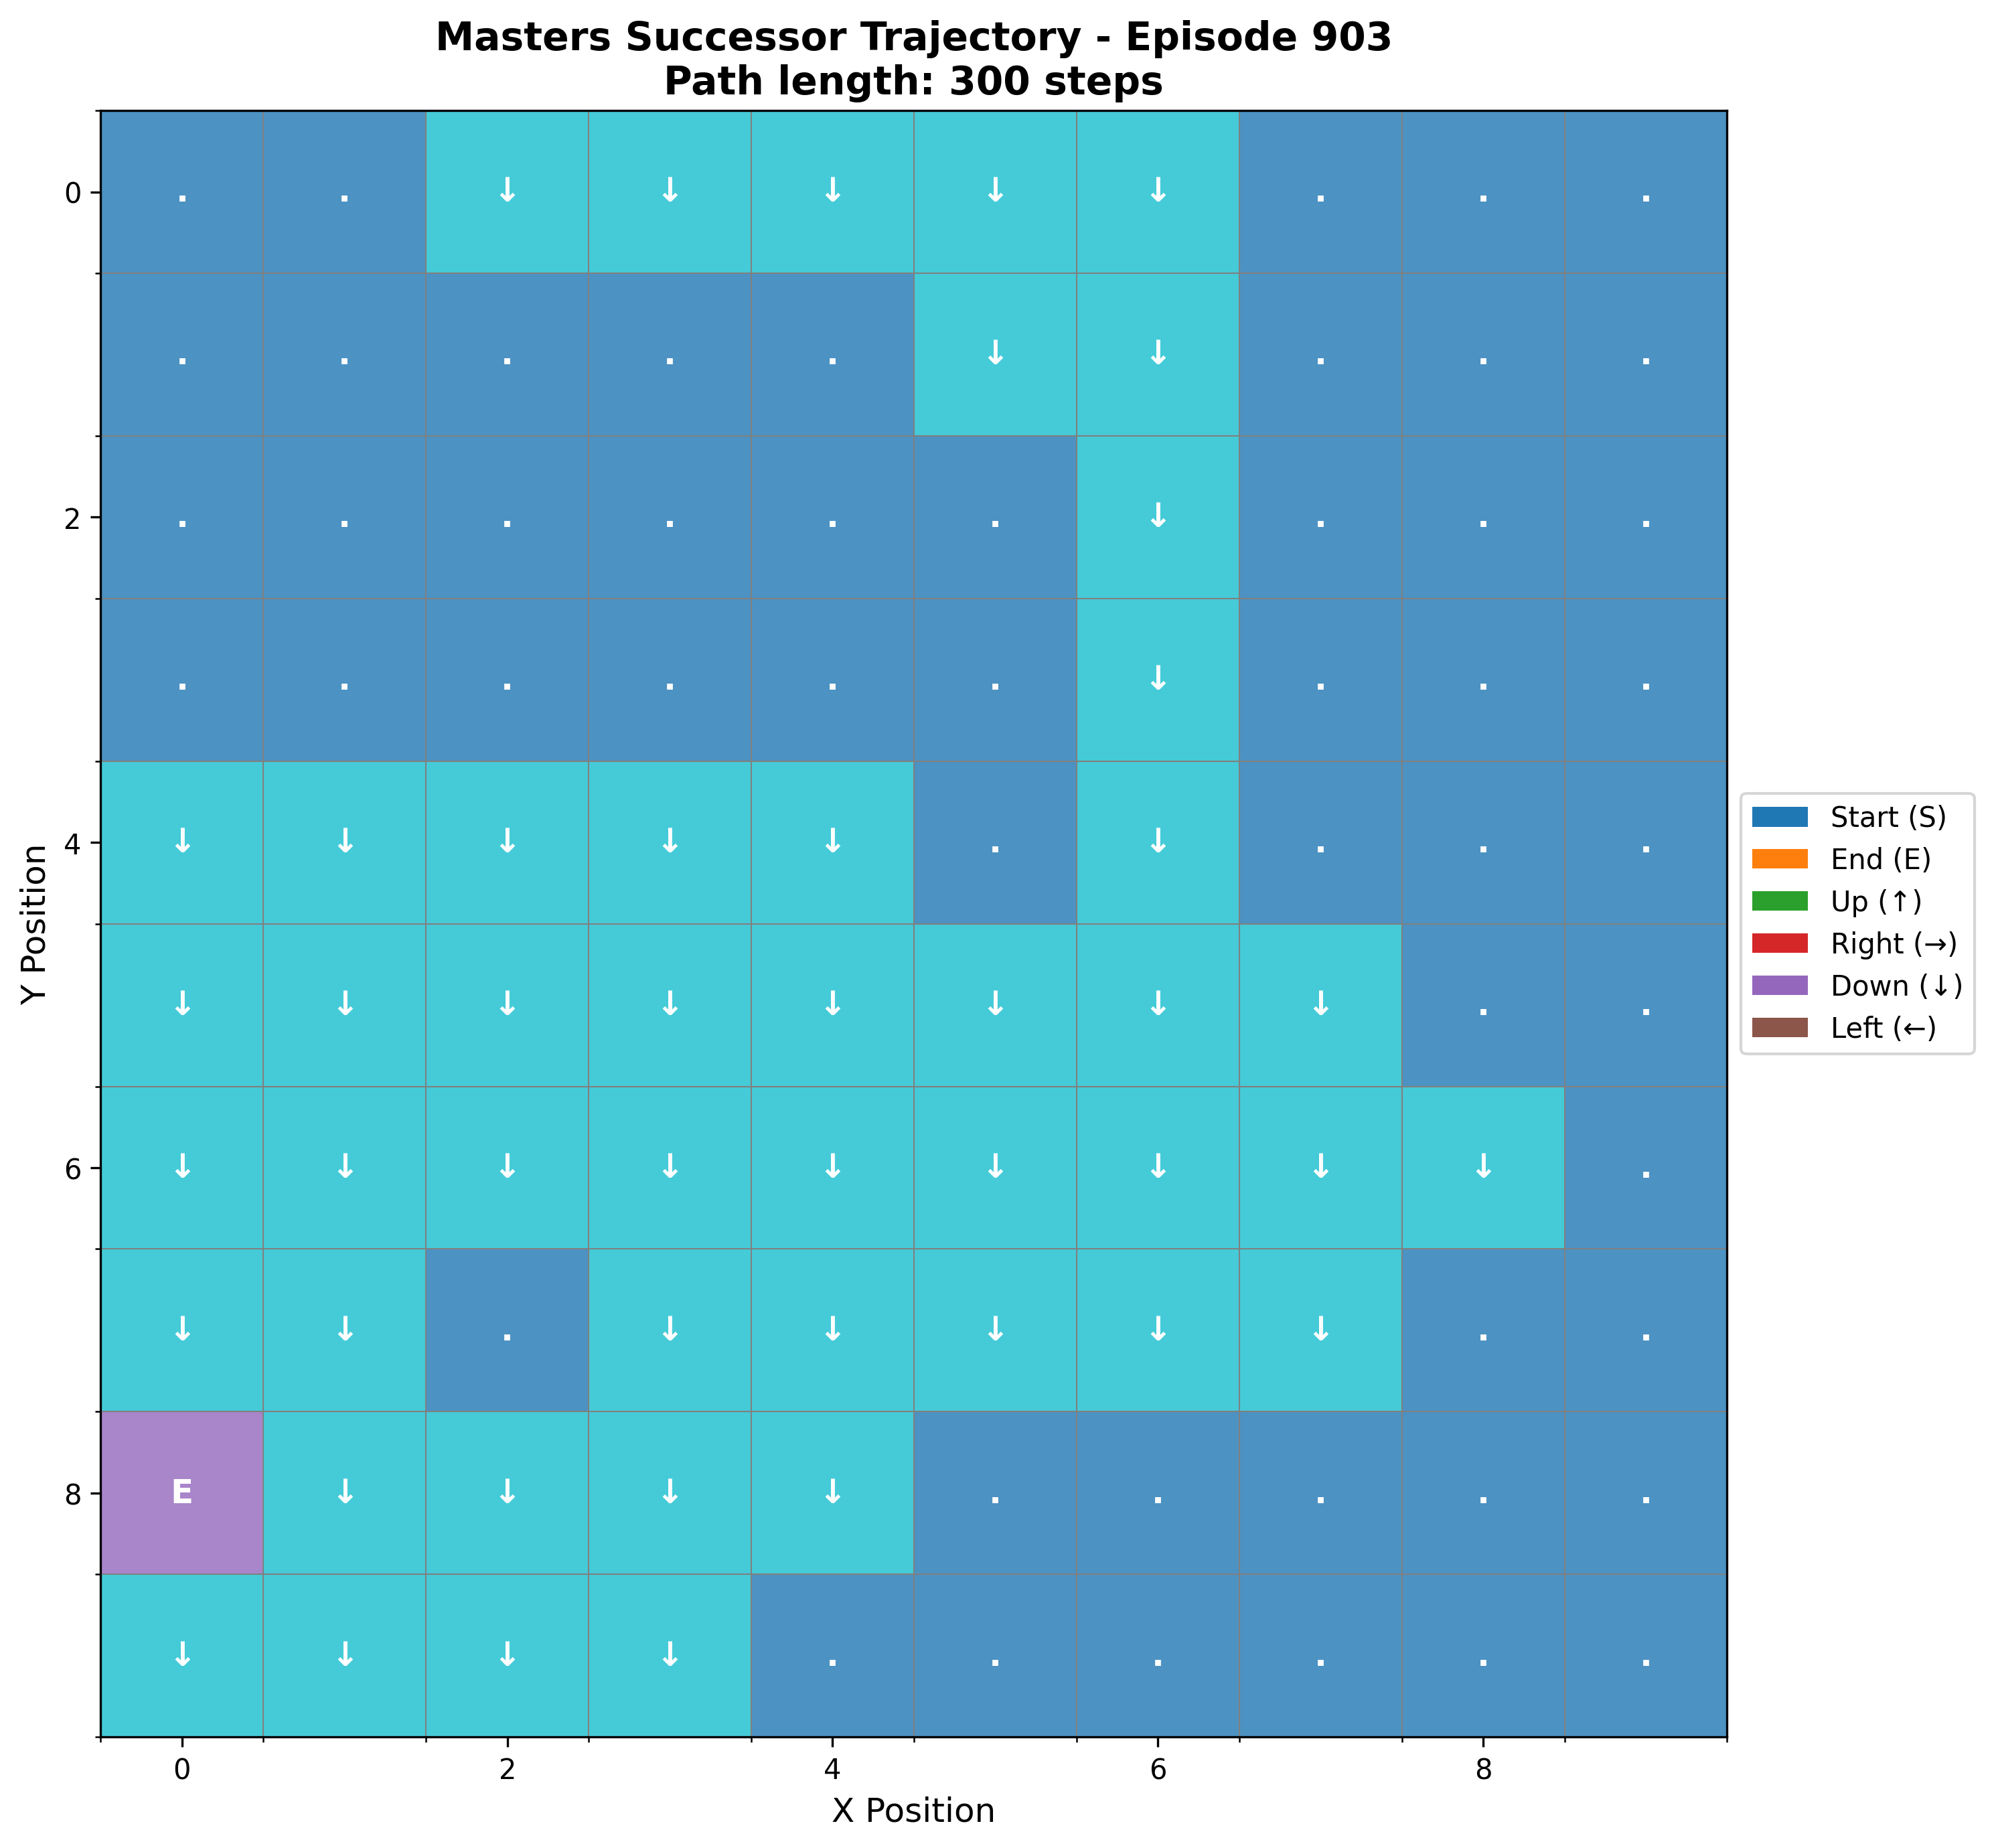 Masters Successor Trajectory - Episode 903
Path length: 300 steps
0 . . ↓ ↓ ↓ ↓ ↓ . . .
. . . . . ↓ ↓ . . .
2 . . . . . . ↓ . . .
. . . . . . ↓ . . .
4 ↓ ↓ ↓ ↓ ↓ . ↓ . . .
↓ ↓ ↓ ↓ ↓ ↓ ↓ ↓ . .
6 ↓ ↓ ↓ ↓ ↓ ↓ ↓ ↓ ↓ .
↓ ↓ . ↓ ↓ ↓ ↓ ↓ . .
8 E ↓ ↓ ↓ ↓ . . . . .
↓ ↓ ↓ ↓ . . . . . .
0 2 4 6 8
X Position
Y Position
Start (S)
End (E)
Up (↑)
Right (→)
Down (↓)
Left (←)